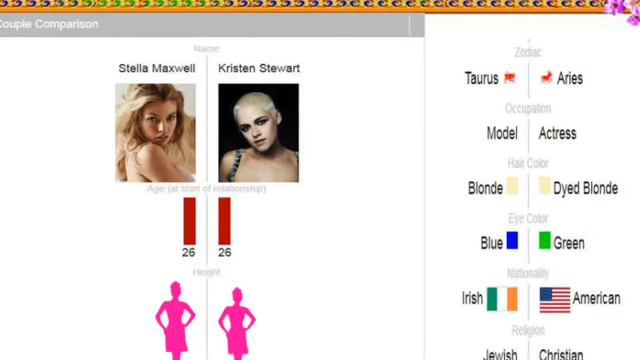 Couple Comparison
Name
Stella Maxwell Kristen Stewart
Age (at start of relationship)
26 26
Height
Zodiac
Taurus Aries
Occupation
Model Actress
Hair Color
Blonde Dyed Blonde
Eye Color
Blue Green
Nationality
Irish American
Religion
Jewish Christian